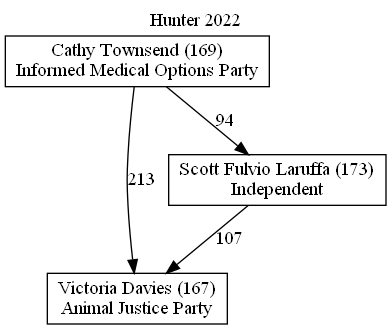 Hunter 2022
Cathy Townsend (169)
Informed Medical Options Party
94
Scott Fulvio Laruffa (173)
Independent
213
107
Victoria Davies (167)
Animal Justice Party